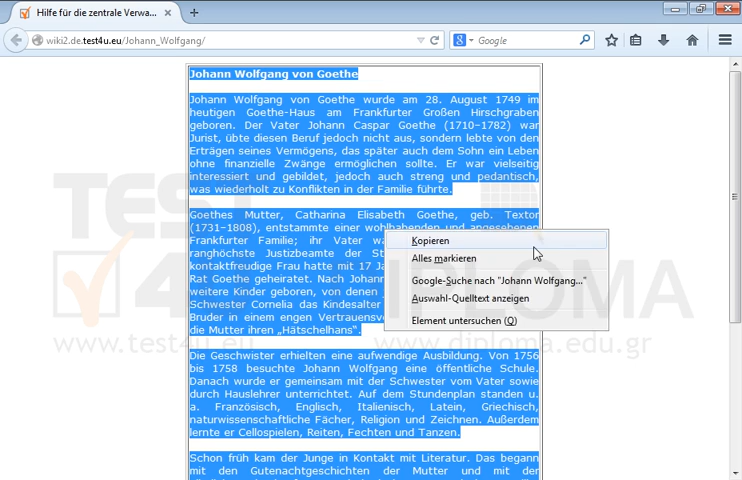 Hilfe für die zentrale Verwa...
wiki2.de.test4u.eu/Johann_Wolfgang/
Google
Johann Wolfgang von Goethe
Johann Wolfgang von Goethe wurde am 28. August 1749 im
heutigen Goethe-Haus am Frankfurter Großen Hirschgraben
geboren. Der Vater Johann Caspar Goethe (1710–1782) war
Jurist, übte diesen Beruf jedoch nicht aus, sondern lebte von den
Erträgen seines Vermögens, das später auch dem Sohn ein Leben
ohne finanzielle Zwänge ermöglichen sollte. Er war vielseitig
interessiert und gebildet, jedoch auch streng und pedantisch,
was wiederholt zu Konflikten in der Familie führte.
Goethes Mutter, Catharina Elisabeth Goethe, geb. Textor
(1731–1808), entstammte einer wohlhabenden und angesehenen
Frankfurter Familie; ihr Vater wa
ranghöchste Justizbeamte der St
kontaktfreudige Frau hatte mit 17 Ja
Rat Goethe geheiratet. Nach Johan
weitere Kinder geboren, von denen
Schwester Cornelia das Kindesalter
Bruder in einem engen Vertrauensv
die Mutter ihren „Hätschelhans“.
Kopieren
Alles markieren
Google-Suche nach "Johann Wolfgang..."
Auswahl-Quelltext anzeigen
Element untersuchen (Q)
Die Geschwister erhielten eine aufwendige Ausbildung. Von 1756
bis 1758 besuchte Johann Wolfgang eine öffentliche Schule.
Danach wurde er gemeinsam mit der Schwester vom Vater sowie
durch Hauslehrer unterrichtet. Auf dem Stundenplan standen u.
a. Französisch, Englisch, Italienisch, Latein, Griechisch,
naturwissenschaftliche Fächer, Religion und Zeichnen. Außerdem
lernte er Cellospielen, Reiten, Fechten und Tanzen.
Schon früh kam der Junge in Kontakt mit Literatur. Das begann
mit den Gutenachtgeschichten der Mutter und mit der
TEST
4U
DIPLOMA
www.test4u.eu
www.diploma.edu.gr